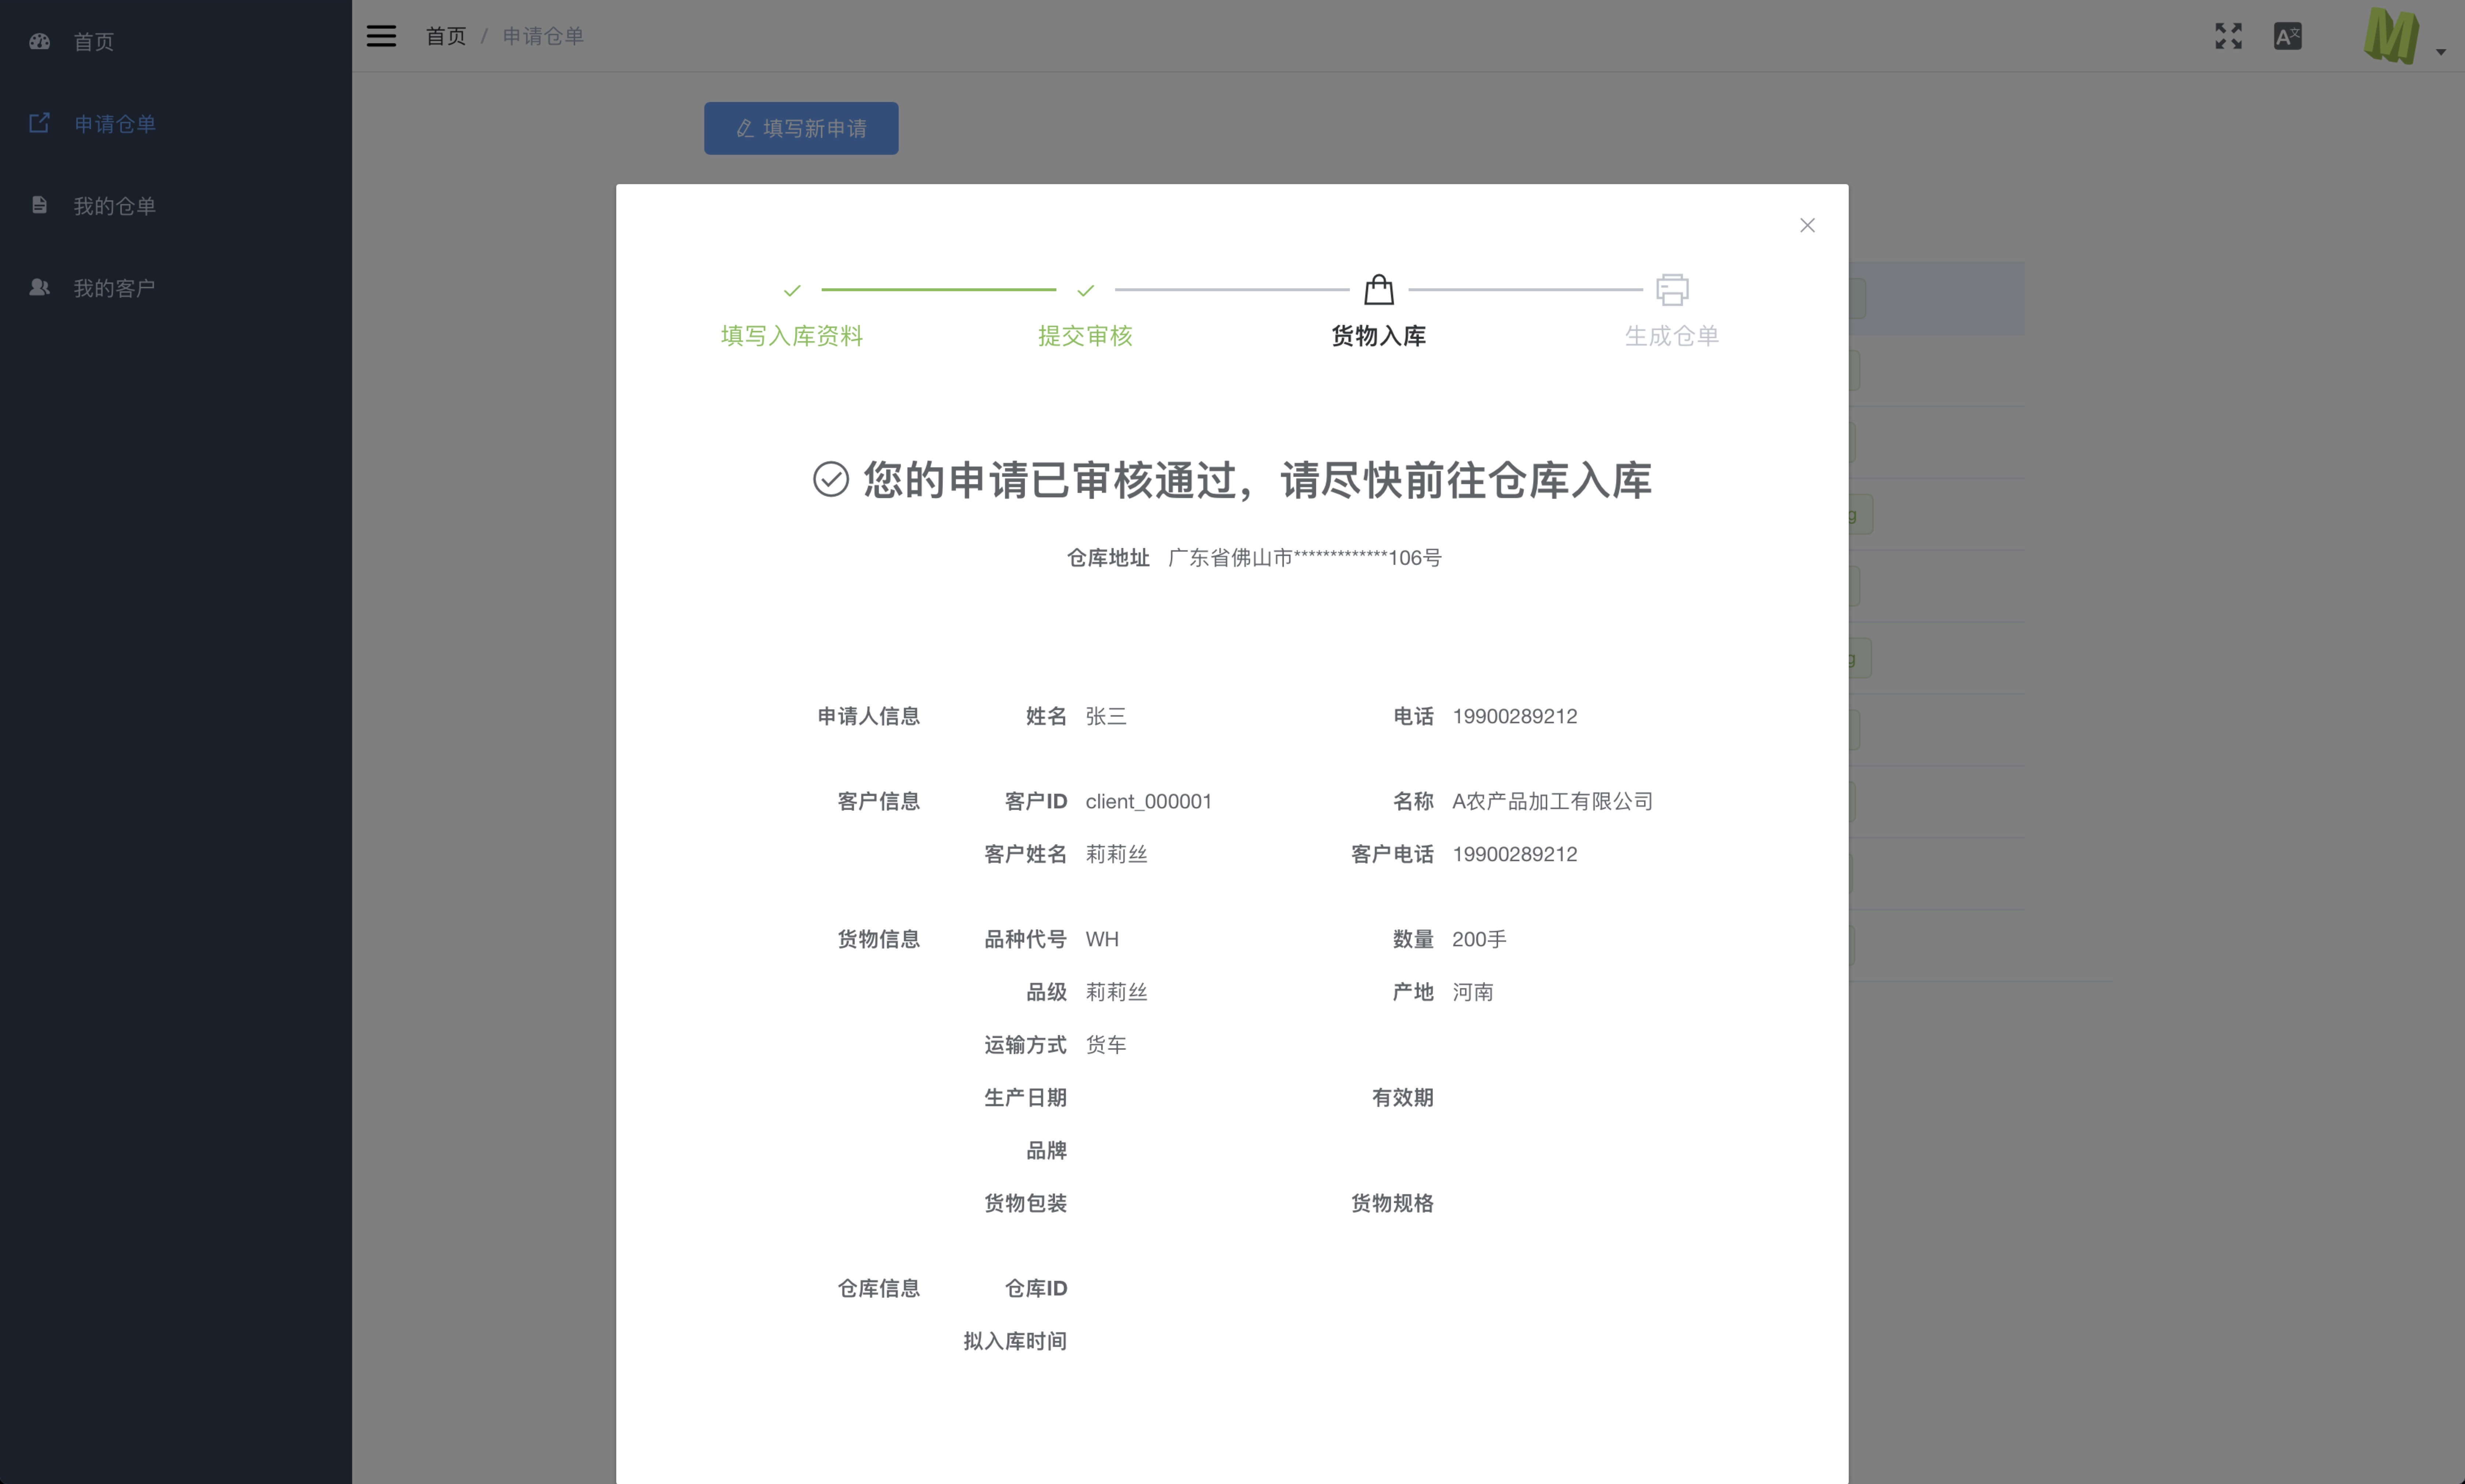 首页
申请仓单
我的仓单
我的客户
首页 / 申请仓单
填写新申请
填写入库资料 提交审核 货物入库 生成仓单
您的申请已审核通过，请尽快前往仓库入库
仓库地址 广东省佛山市*************106号
申请人信息 姓名 张三 电话 19900289212
客户信息 客户ID client_000001 名称 A农产品加工有限公司
客户姓名 莉莉丝 客户电话 19900289212
货物信息 品种代号 WH 数量 200手
品级 莉莉丝 产地 河南
运输方式 货车
生产日期 有效期
品牌
货物包装 货物规格
仓库信息 仓库ID
拟入库时间